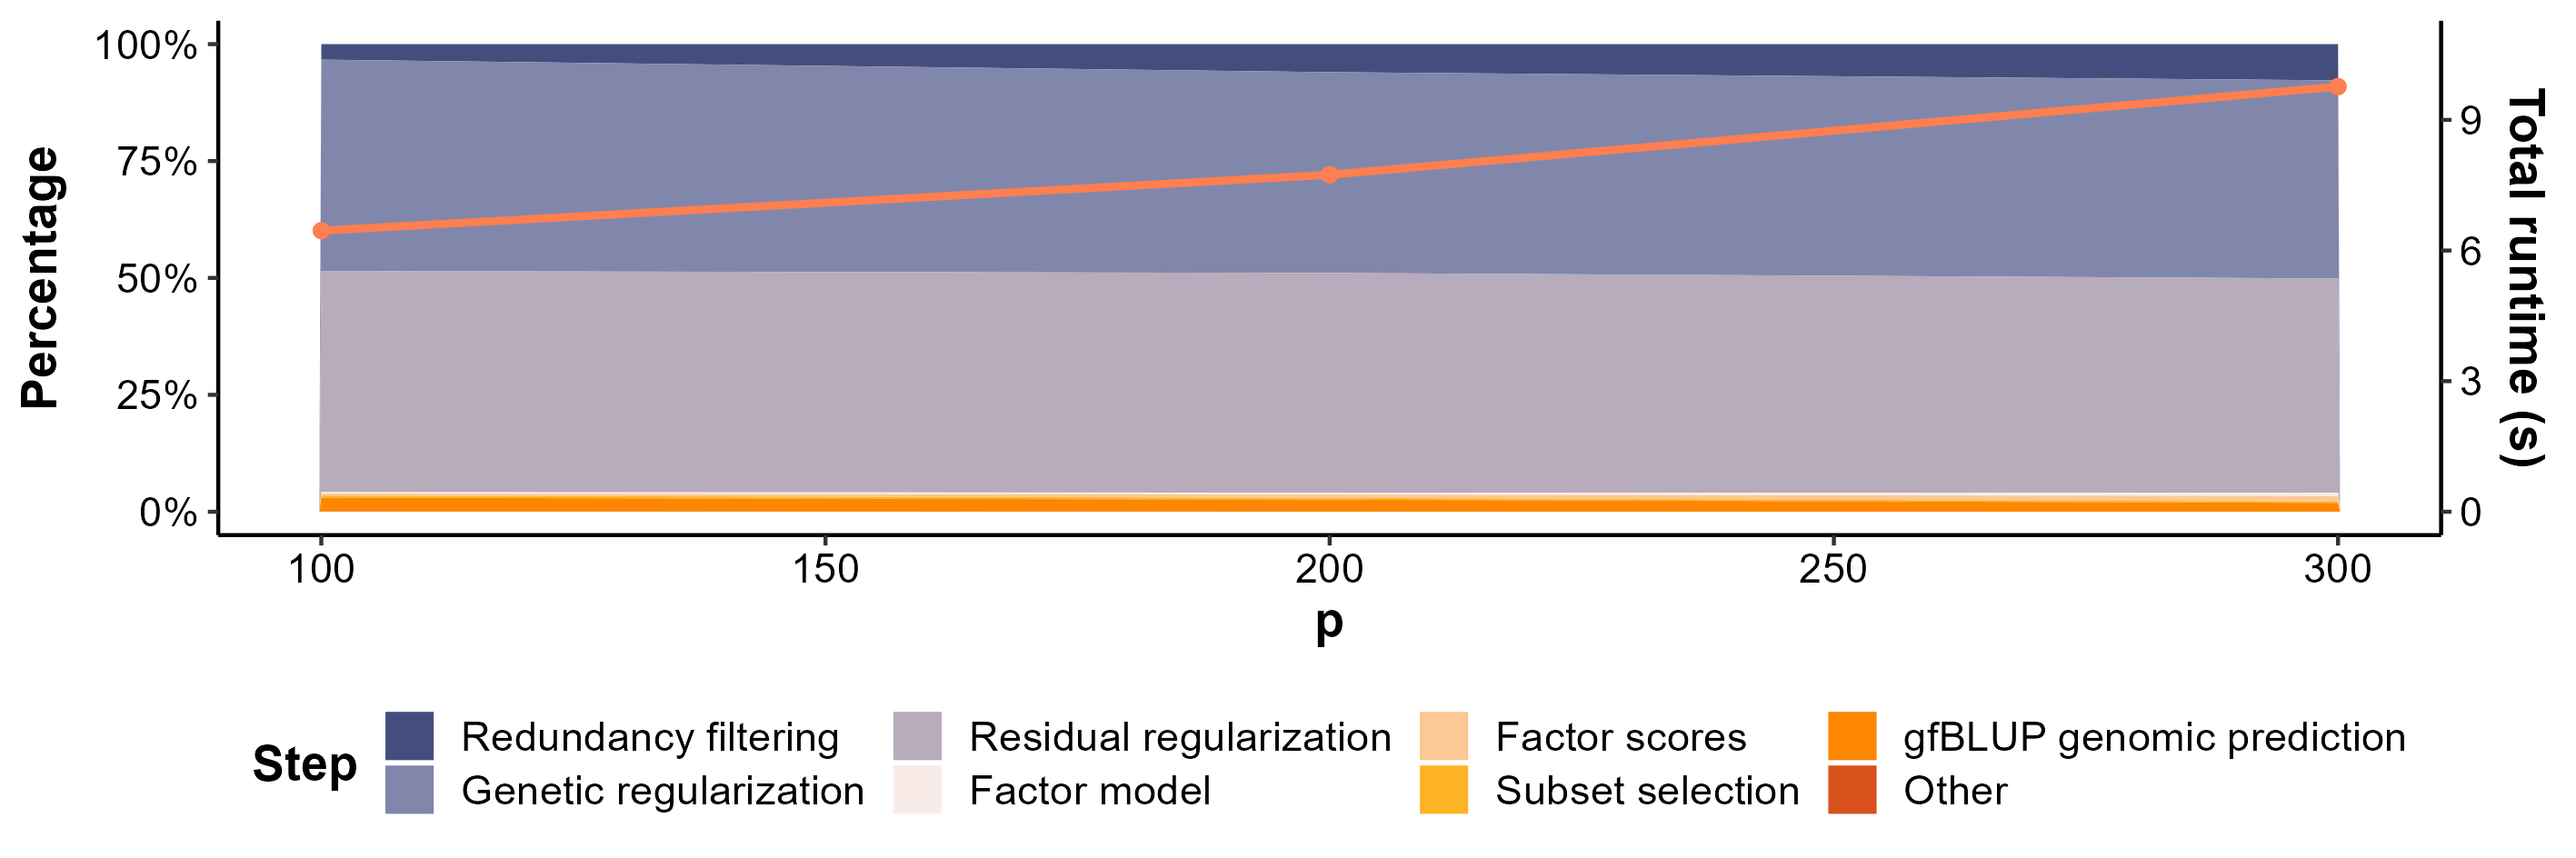 100%
75%
50%
25%
0%
Percentage
9
6
3
0
Total runtime (s)
100 150 200 250 300
p
Step
Redundancy filtering
Residual regularization
Factor scores
gfBLUP genomic prediction
Genetic regularization
Factor model
Subset selection
Other